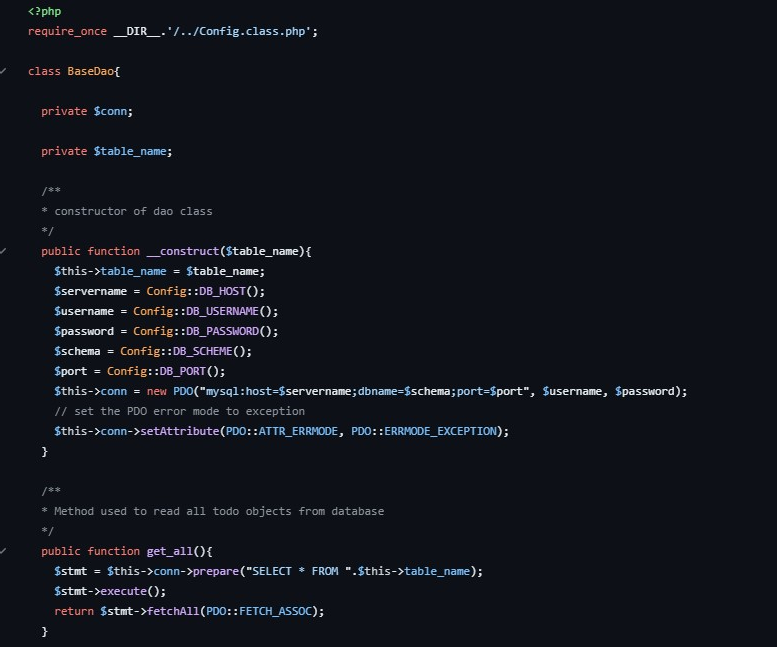 <?php
require_once __DIR__.'/../Config.class.php';
class BaseDao{
private $conn;
private $table_name;
/**
* constructor of dao class
*/
public function __construct($table_name){
$this->table_name = $table_name;
$servername = Config::DB_HOST();
$username = Config::DB_USERNAME();
$password = Config::DB_PASSWORD();
$schema = Config::DB_SCHEME();
$port = Config::DB_PORT();
$this->conn = new PDO("mysql:host=$servername;dbname=$schema;port=$port", $username, $password);
// set the PDO error mode to exception
$this->conn->setAttribute(PDO::ATTR_ERRMODE, PDO::ERRMODE_EXCEPTION);
}
/**
* Method used to read all todo objects from database
*/
public function get_all(){
$stmt = $this->conn->prepare("SELECT * FROM ".$this->table_name);
$stmt->execute();
return $stmt->fetchAll(PDO::FETCH_ASSOC);
}